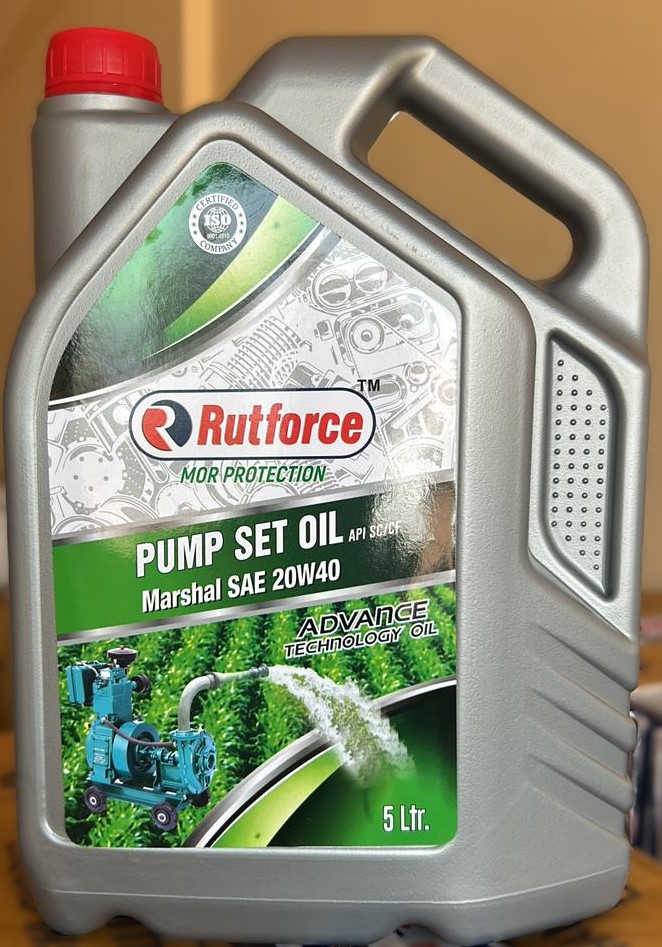 CERTIFIED
ISO
COMPANY
TM
Rutforce
MOR PROTECTION
PUMP SET OIL API SC/CF
Marshal SAE 20W40
ADVANCE
TECHNOLOGY OIL
5 Ltr.